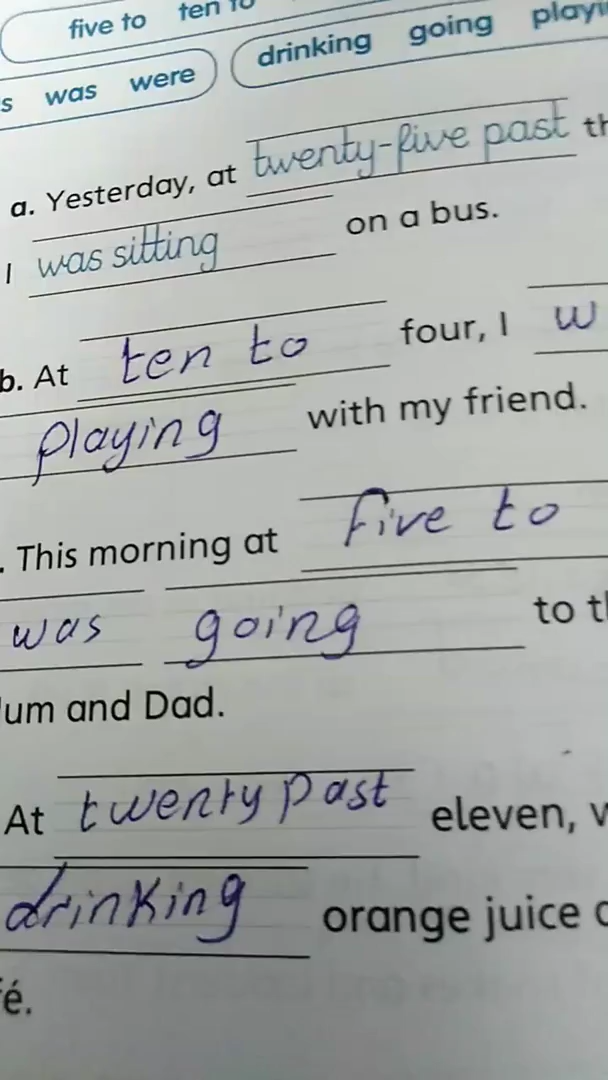 five to ten to
drinking going
was were
a. Yesterday, at twenty-five past
I was sitting on a bus.
b. At ten to four, I
playing with my friend.
This morning at five to
was going to
and Dad.
At twenty past eleven,
drinking orange juice